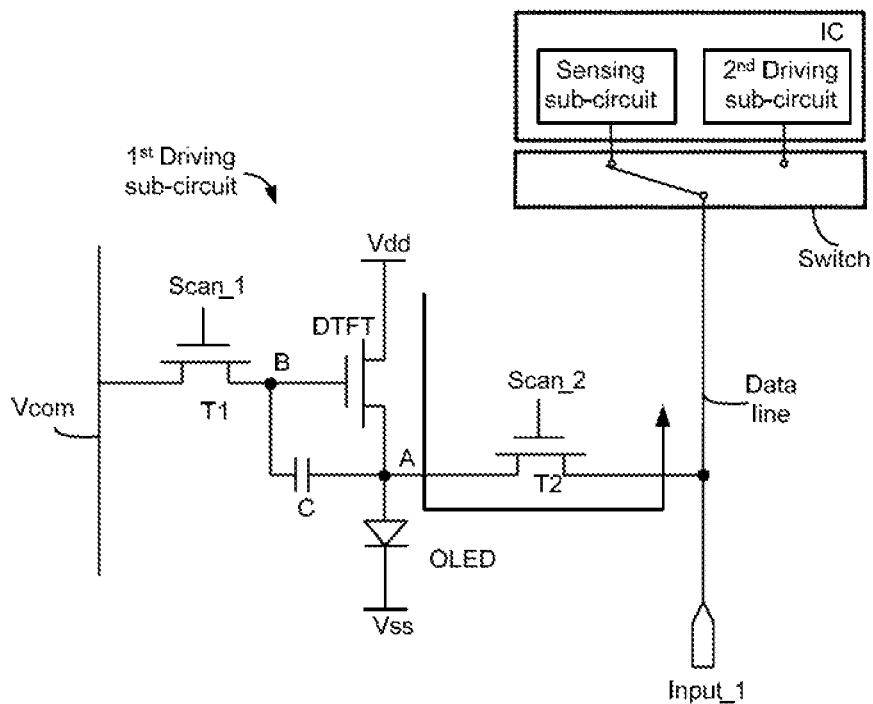 IC
Sensing
sub-circuit
2nd Driving
sub-circuit
1st Driving
sub-circuit
Switch
Vdd
Scan_1
DTFT
B
Scan_2
Data
line
Vcom
T1
A
T2
C
OLED
Vss
Input_1